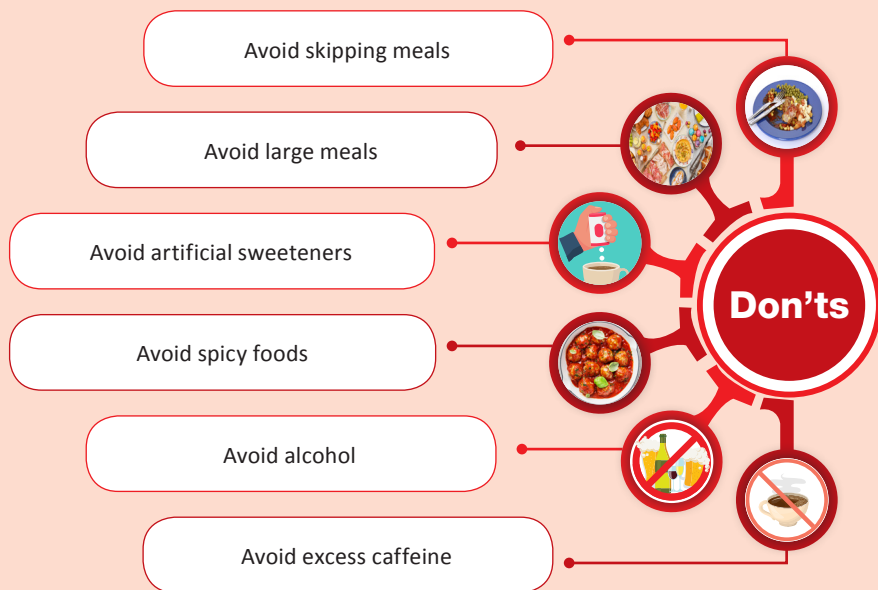 Avoid skipping meals
Avoid large meals
Avoid artificial sweeteners
Don'ts
Avoid spicy foods
Avoid alcohol
Avoid excess caffeine